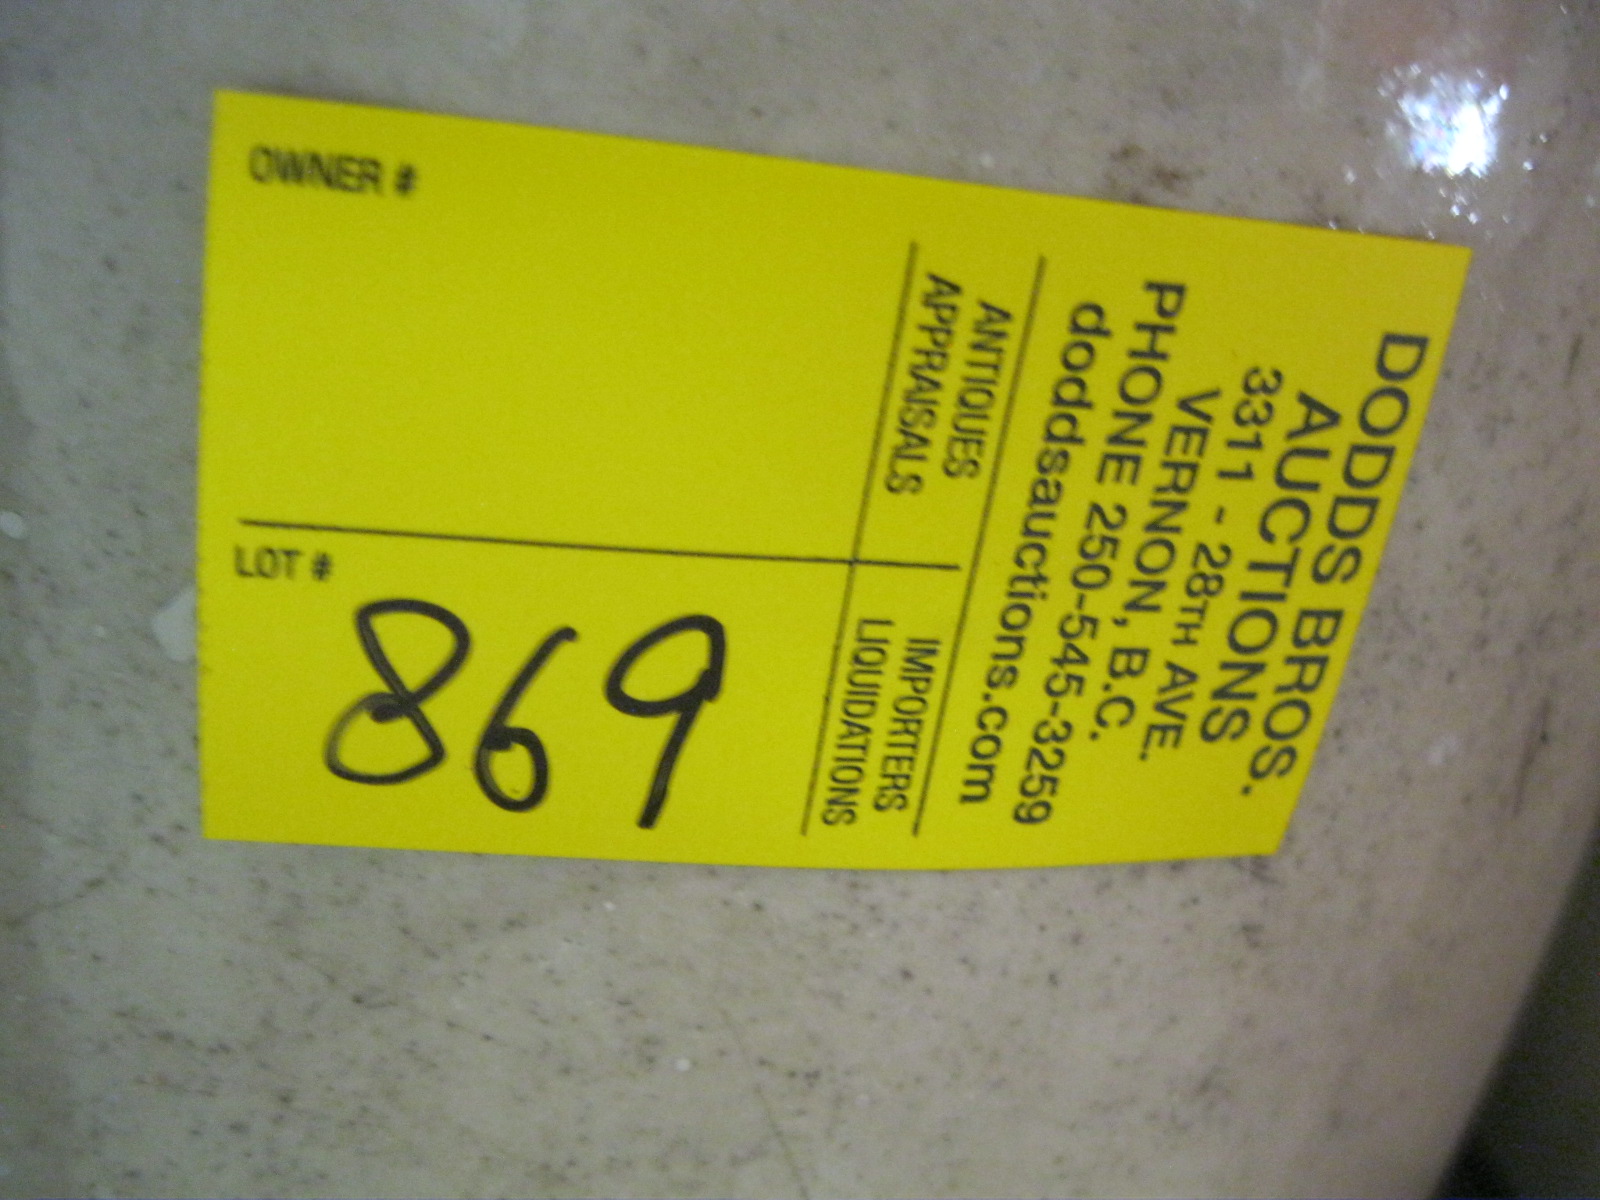 DODDS BROS.
AUCTIONS
3311 - 28TH AVE.
VERNON, B.C.
PHONE 250-545-3259
doddsauctions.com
ANTIQUES
APPRAISALS
IMPORTERS
LIQUIDATIONS
OWNER #
LOT #
869